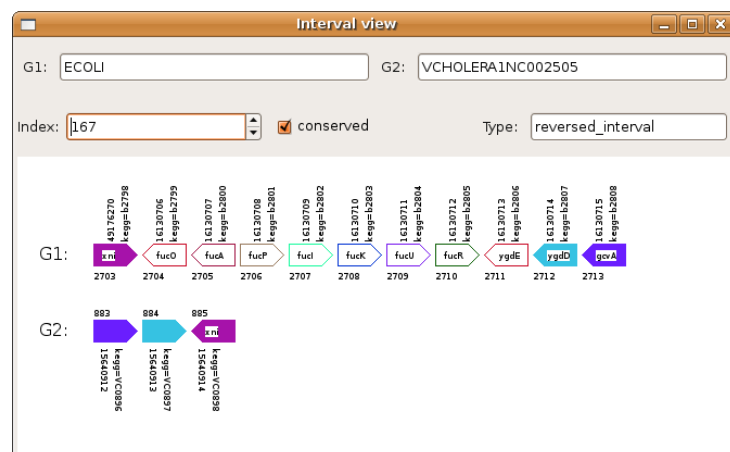 Interval view
G1: ECOLI G2: VCHOLERA1NC002505
Index: 167 conserved Type: reversed_interval
49176270 kegg=b2798 16130706 kegg=b2799 16130707 kegg=b2800 16130708 kegg=b2801 16130709 kegg=b2802 16130710 kegg=b2803 16130711 kegg=b2804 16130712 kegg=b2805 16130713 kegg=b2806 16130714 kegg=b2807 16130715 kegg=b2808
G1: xni fucO fucA fucP fucI fucK fucU fucR ygdE ygdD gcvA
2703 2704 2705 2706 2707 2708 2709 2710 2711 2712 2713
883 884 885
G2: xni
15640912 kegg=VC0896 15640913 kegg=VC0897 15640914 kegg=VC0898